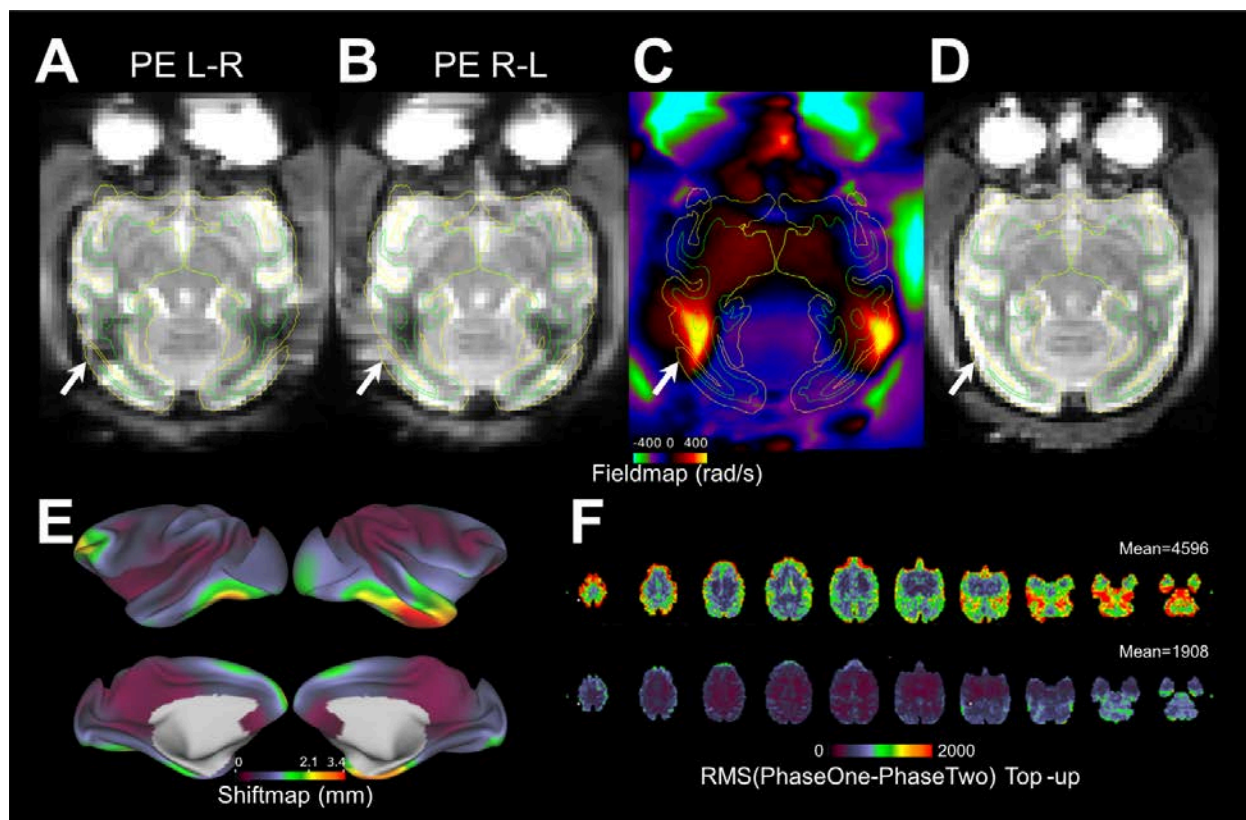 A PE L-R
B PE R-L
C
D
-400 0 400
Fieldmap (rad/s)
E
F
Mean=4596
Mean=1908
0 2.1 3.4
Shiftmap (mm)
0 2000
RMS(PhaseOne-PhaseTwo) Top-up